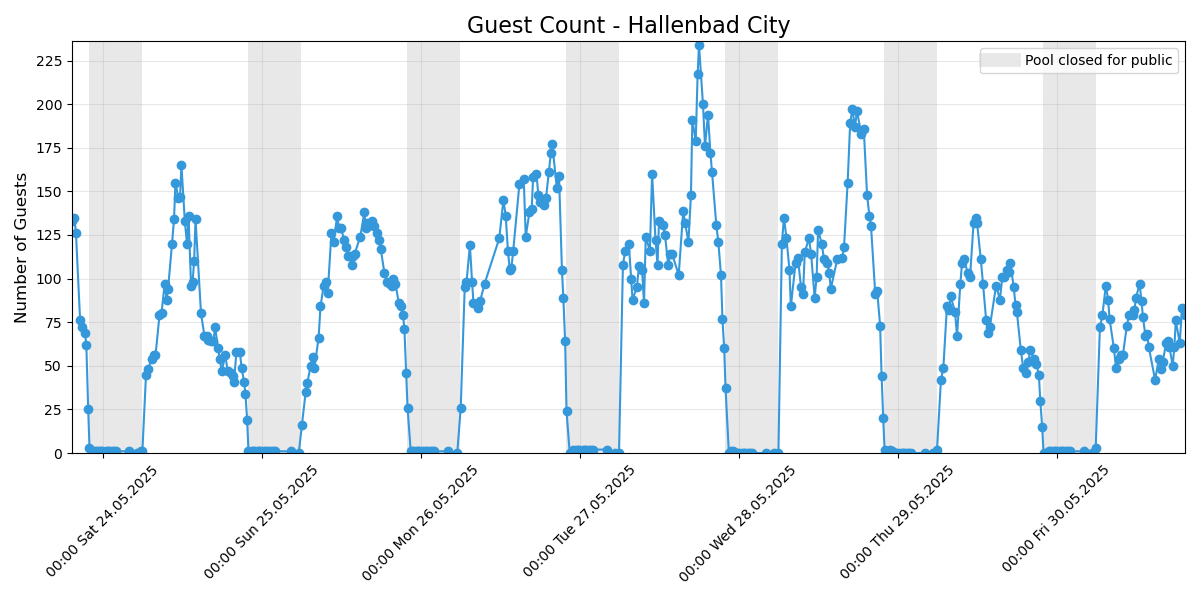 Guest Count - Hallenbad City
Pool closed for public
Number of Guests
225
200
175
150
125
100
75
50
25
0
00:00 Sat 24.05.2025
00:00 Sun 25.05.2025
00:00 Mon 26.05.2025
00:00 Tue 27.05.2025
00:00 Wed 28.05.2025
00:00 Thu 29.05.2025
00:00 Fri 30.05.2025